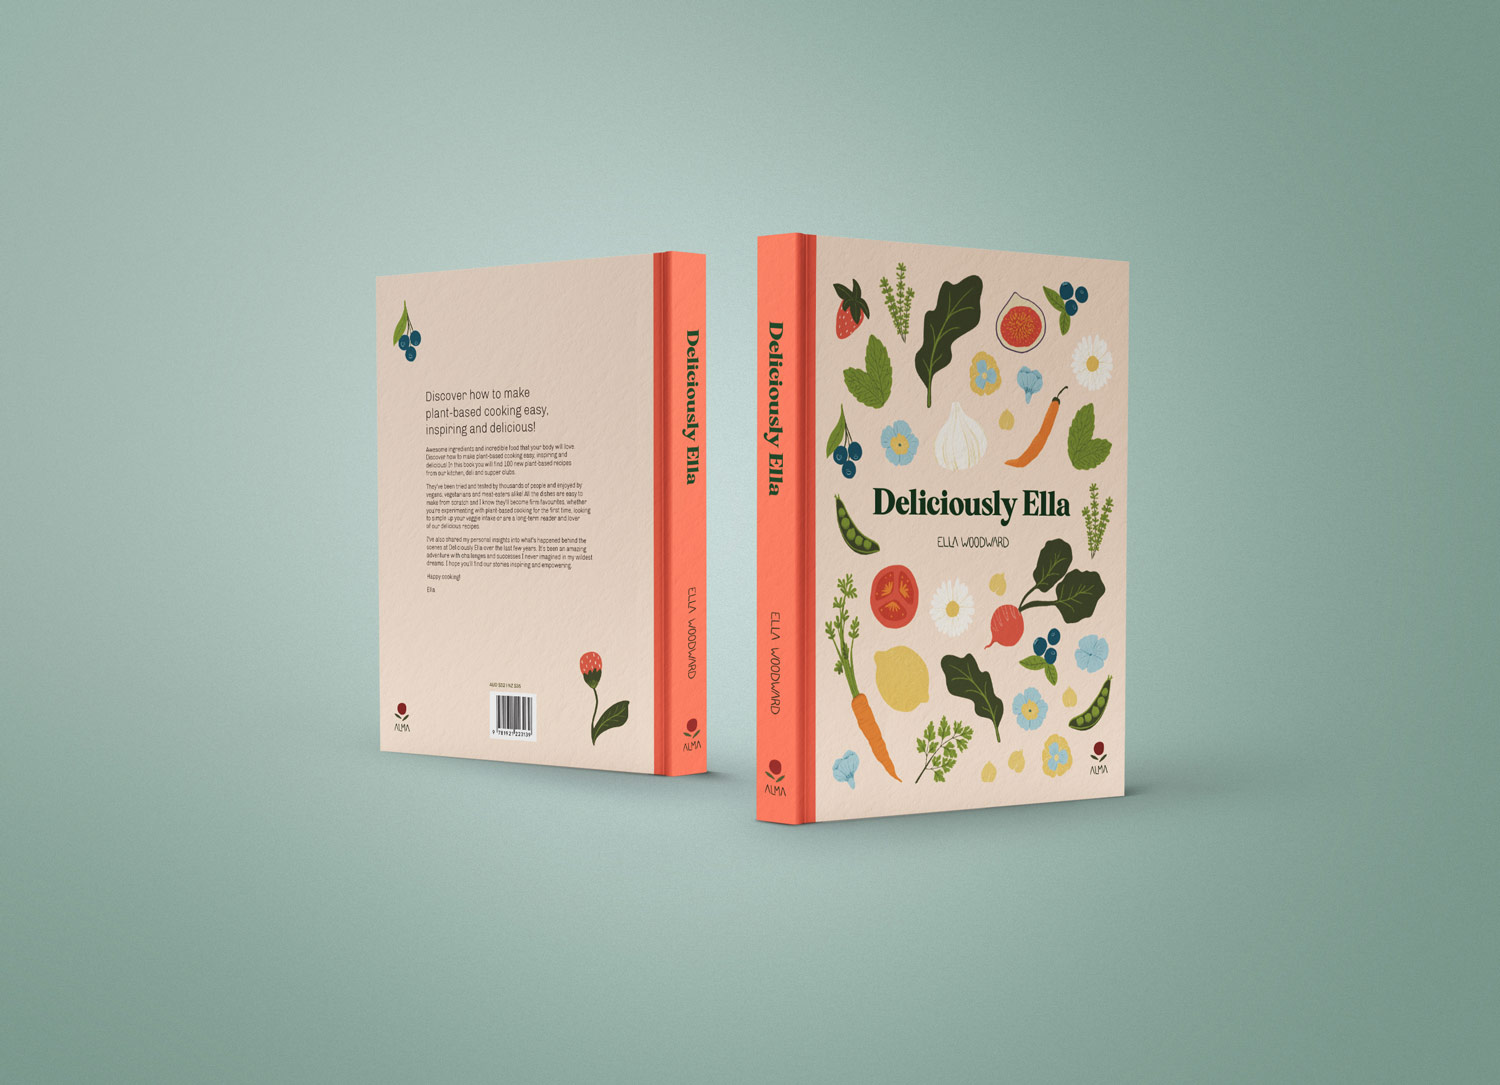 Discover how to make
plant-based cooking easy,
inspiring and delicious!
Awesome ingredients and incredible food that your body will love
Discover how to make plant-based cooking easy, inspiring and
delicious! In this book you will find 100 new plant-based recipes
from our kitchen, deli and supper clubs.
They've been tried and tested by thousands of people and enjoyed by
vegans, vegetarians and meat-eaters alike! All the dishes are easy to
make from scratch and I know they'll become firm favourites, whether
you're experimenting with plant-based cooking for the first time, looking
to simple up your veggie intake or are a long-term reader and lover
of our delicious recipes.
I've also shared my personal insights into what's happened behind the
scenes at Deliciously Ella over the last few years. It's been an amazing
adventure with challenges and successes I never imagined in my wildest
dreams. I hope you'll find our stories inspiring and empowering.
Happy cooking!
Ella.
ALMA
9 781921 223139
Deliciously Ella
ELLA WOODWARD
ALMA
Deliciously Ella
ELLA WOODWARD
ALMA
Deliciously Ella
ELLA WOODWARD
ALMA